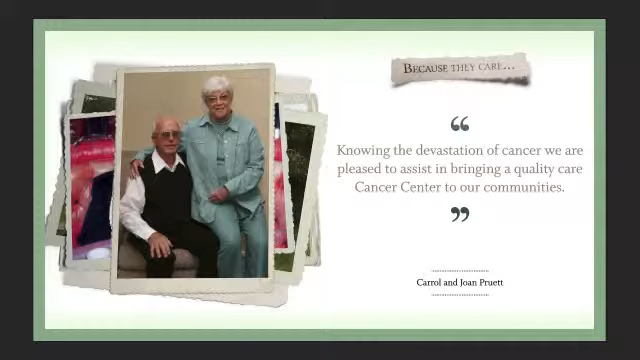 BECAUSE THEY CARE...
“
Knowing the devastation of cancer we are
pleased to assist in bringing a quality care
Cancer Center to our communities.
”
Carrol and Joan Pruett